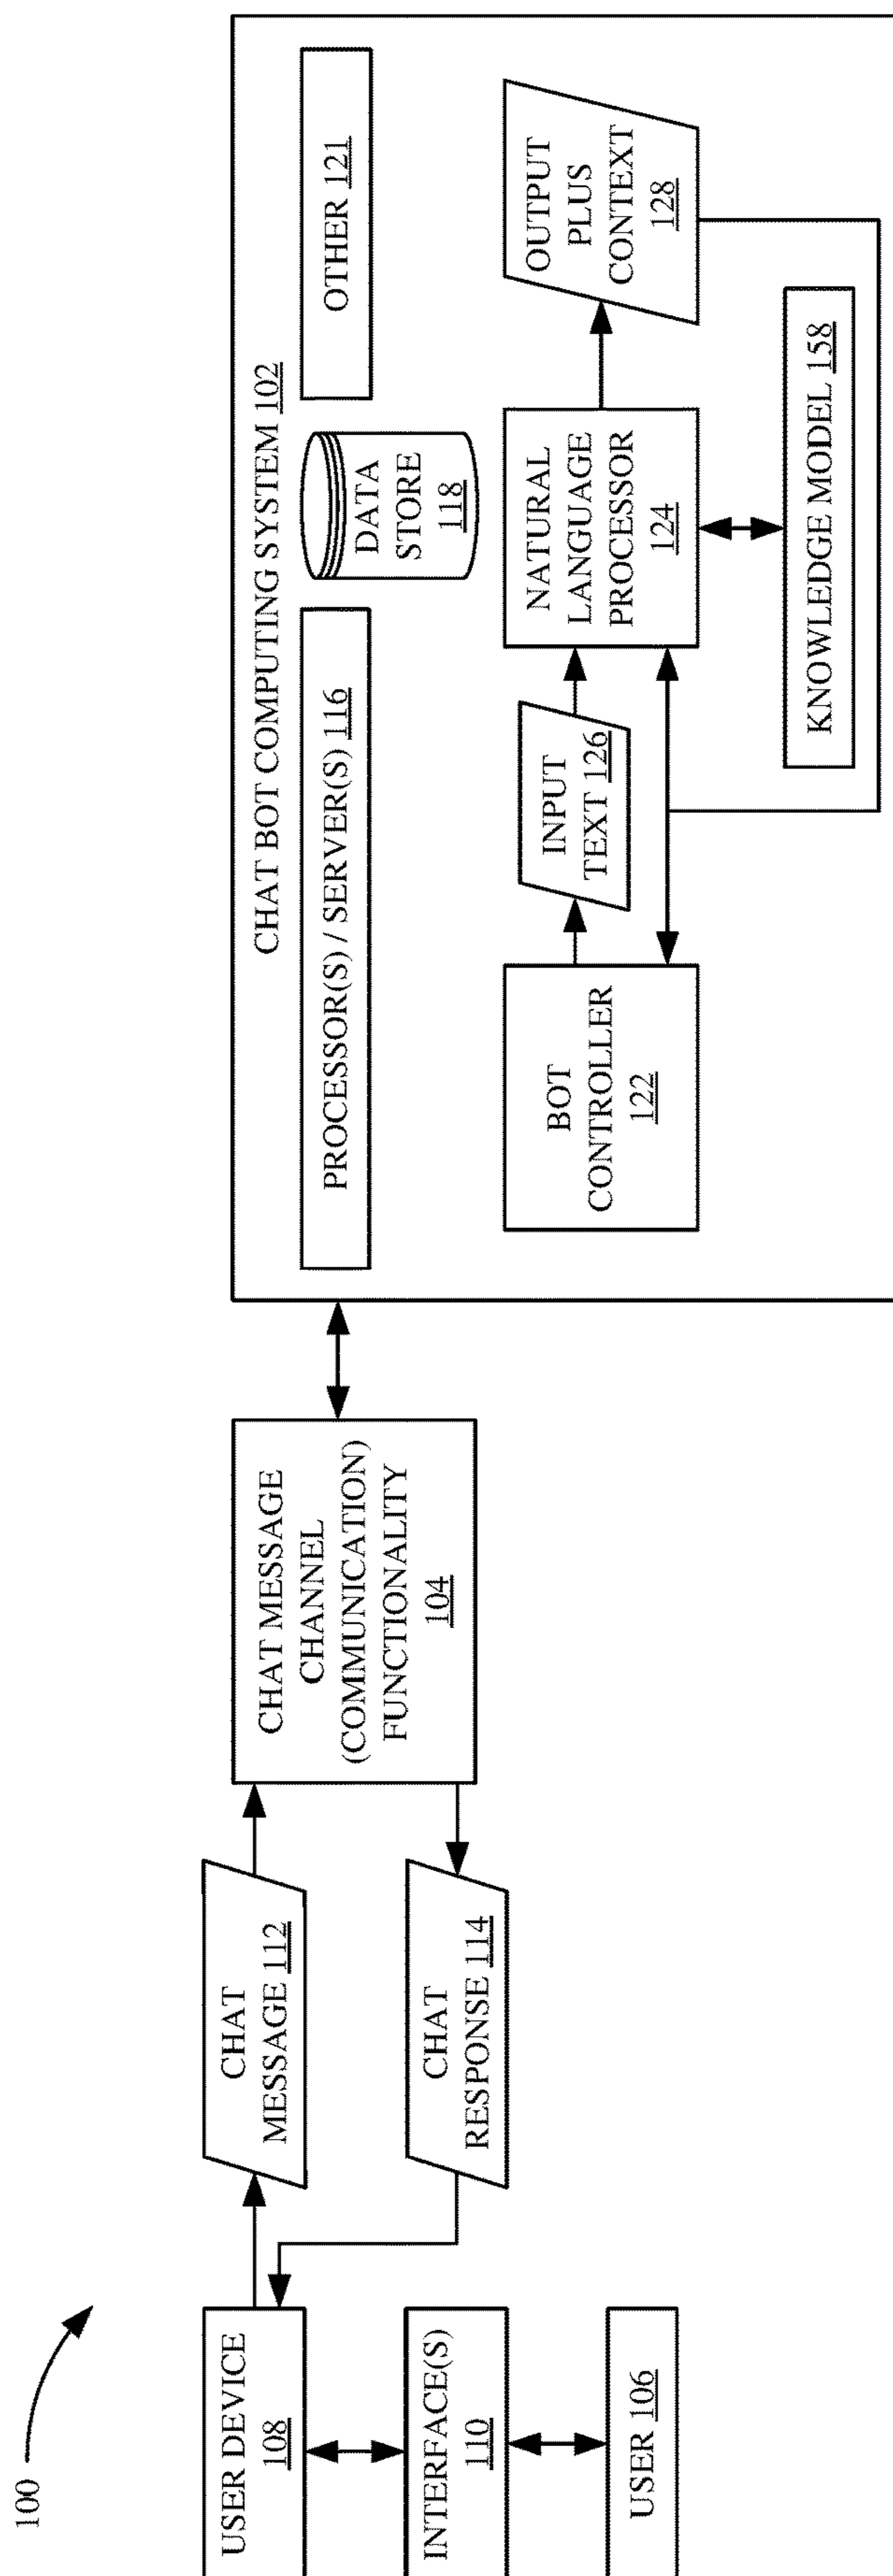 100
USER DEVICE
108
INTERFACE(S)
110
USER 106
CHAT
MESSAGE 112
CHAT
RESPONSE 114
CHAT MESSAGE
CHANNEL
(COMMUNICATION)
FUNCTIONALITY
104
CHAT BOT COMPUTING SYSTEM 102
PROCESSOR(S) / SERVER(S) 116
DATA
STORE
118
OTHER 121
BOT
CONTROLLER
122
INPUT
TEXT 126
NATURAL
LANGUAGE
PROCESSOR
124
OUTPUT
PLUS
CONTEXT
128
KNOWLEDGE MODEL 158